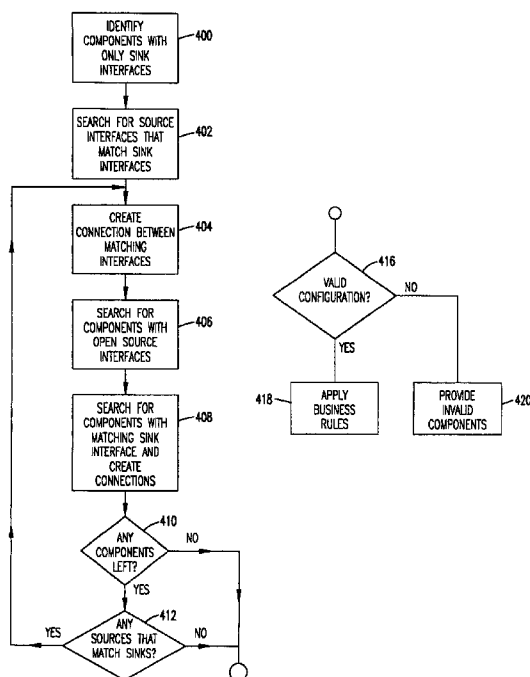 IDENTIFY
COMPONENTS WITH
ONLY SINK
INTERFACES
400
SEARCH FOR SOURCE
INTERFACES THAT
MATCH SINK
INTERFACES
402
CREATE
CONNECTION BETWEEN
MATCHING
INTERFACES
404
SEARCH FOR
COMPONENTS WITH
OPEN SOURCE
INTERFACES
406
SEARCH FOR
COMPONENTS WITH
MATCHING SINK
INTERFACE AND
CREATE
CONNECTIONS
408
410
ANY
COMPONENTS
LEFT?
NO
YES
412
ANY
SOURCES THAT
MATCH SINKS?
YES
NO
416
VALID
CONFIGURATION?
NO
YES
418
APPLY
BUSINESS
RULES
PROVIDE
INVALID
COMPONENTS
420